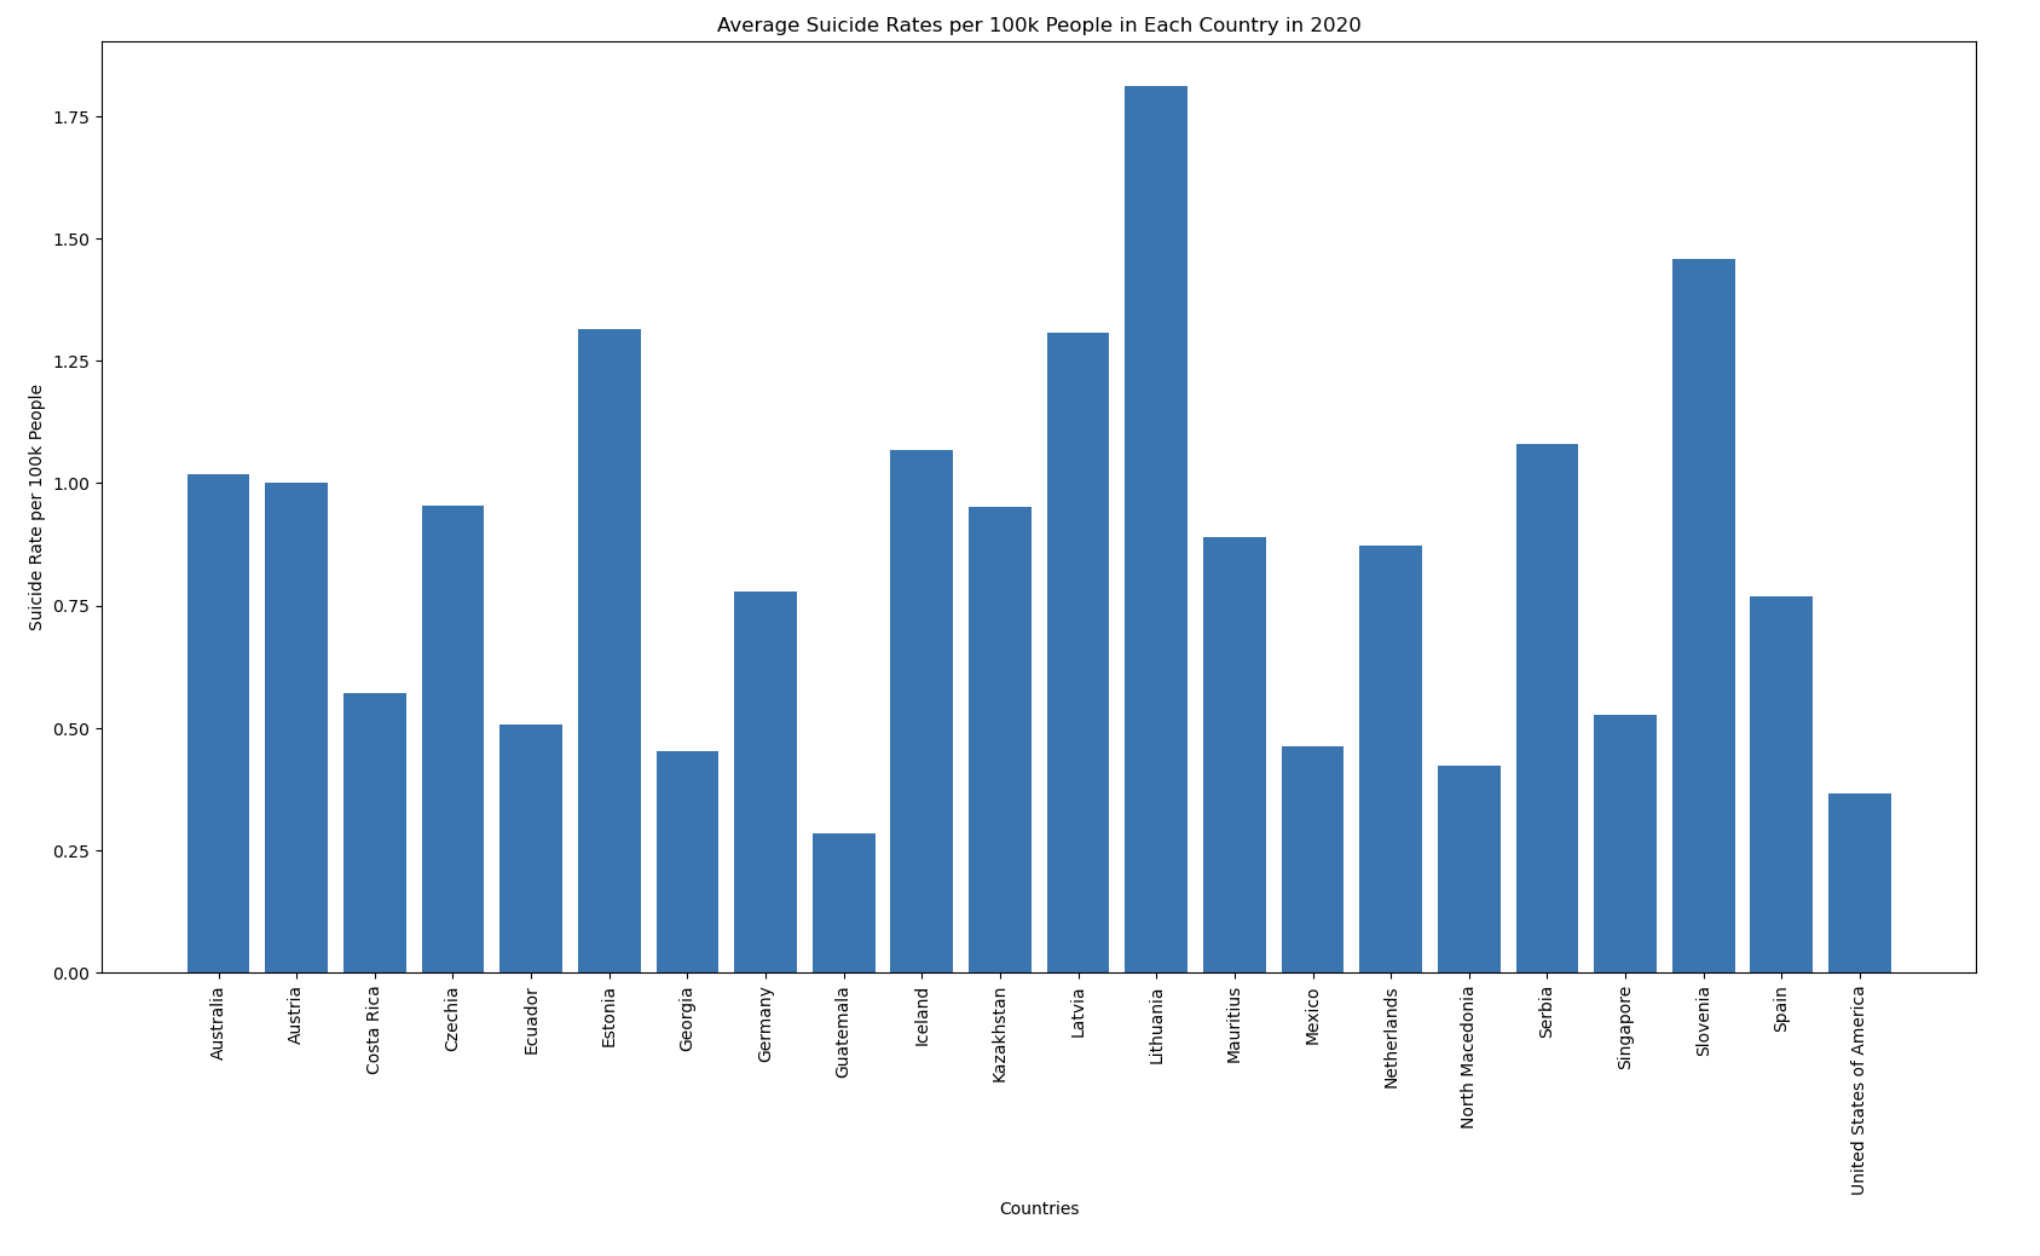 Average Suicide Rates per 100k People in Each Country in 2020
Suicide Rate per 100k People
1.75
1.50
1.25
1.00
0.75
0.50
0.25
0.00
Australia
Austria
Costa Rica
Czechia
Ecuador
Estonia
Georgia
Germany
Guatemala
Iceland
Kazakhstan
Latvia
Lithuania
Mauritius
Mexico
Netherlands
North Macedonia
Serbia
Singapore
Slovenia
Spain
United States of America
Countries